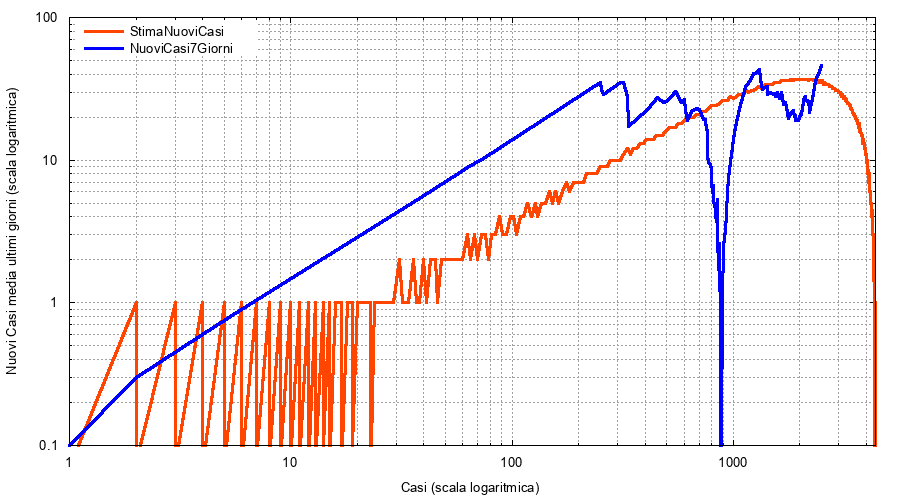 StimaNuoviCasi
NuoviCasi7Giorni
Nuovi Casi media ultimi giorni (scala logaritmica)
100
10
1
0.1
1
10
100
1000
Casi (scala logaritmica)